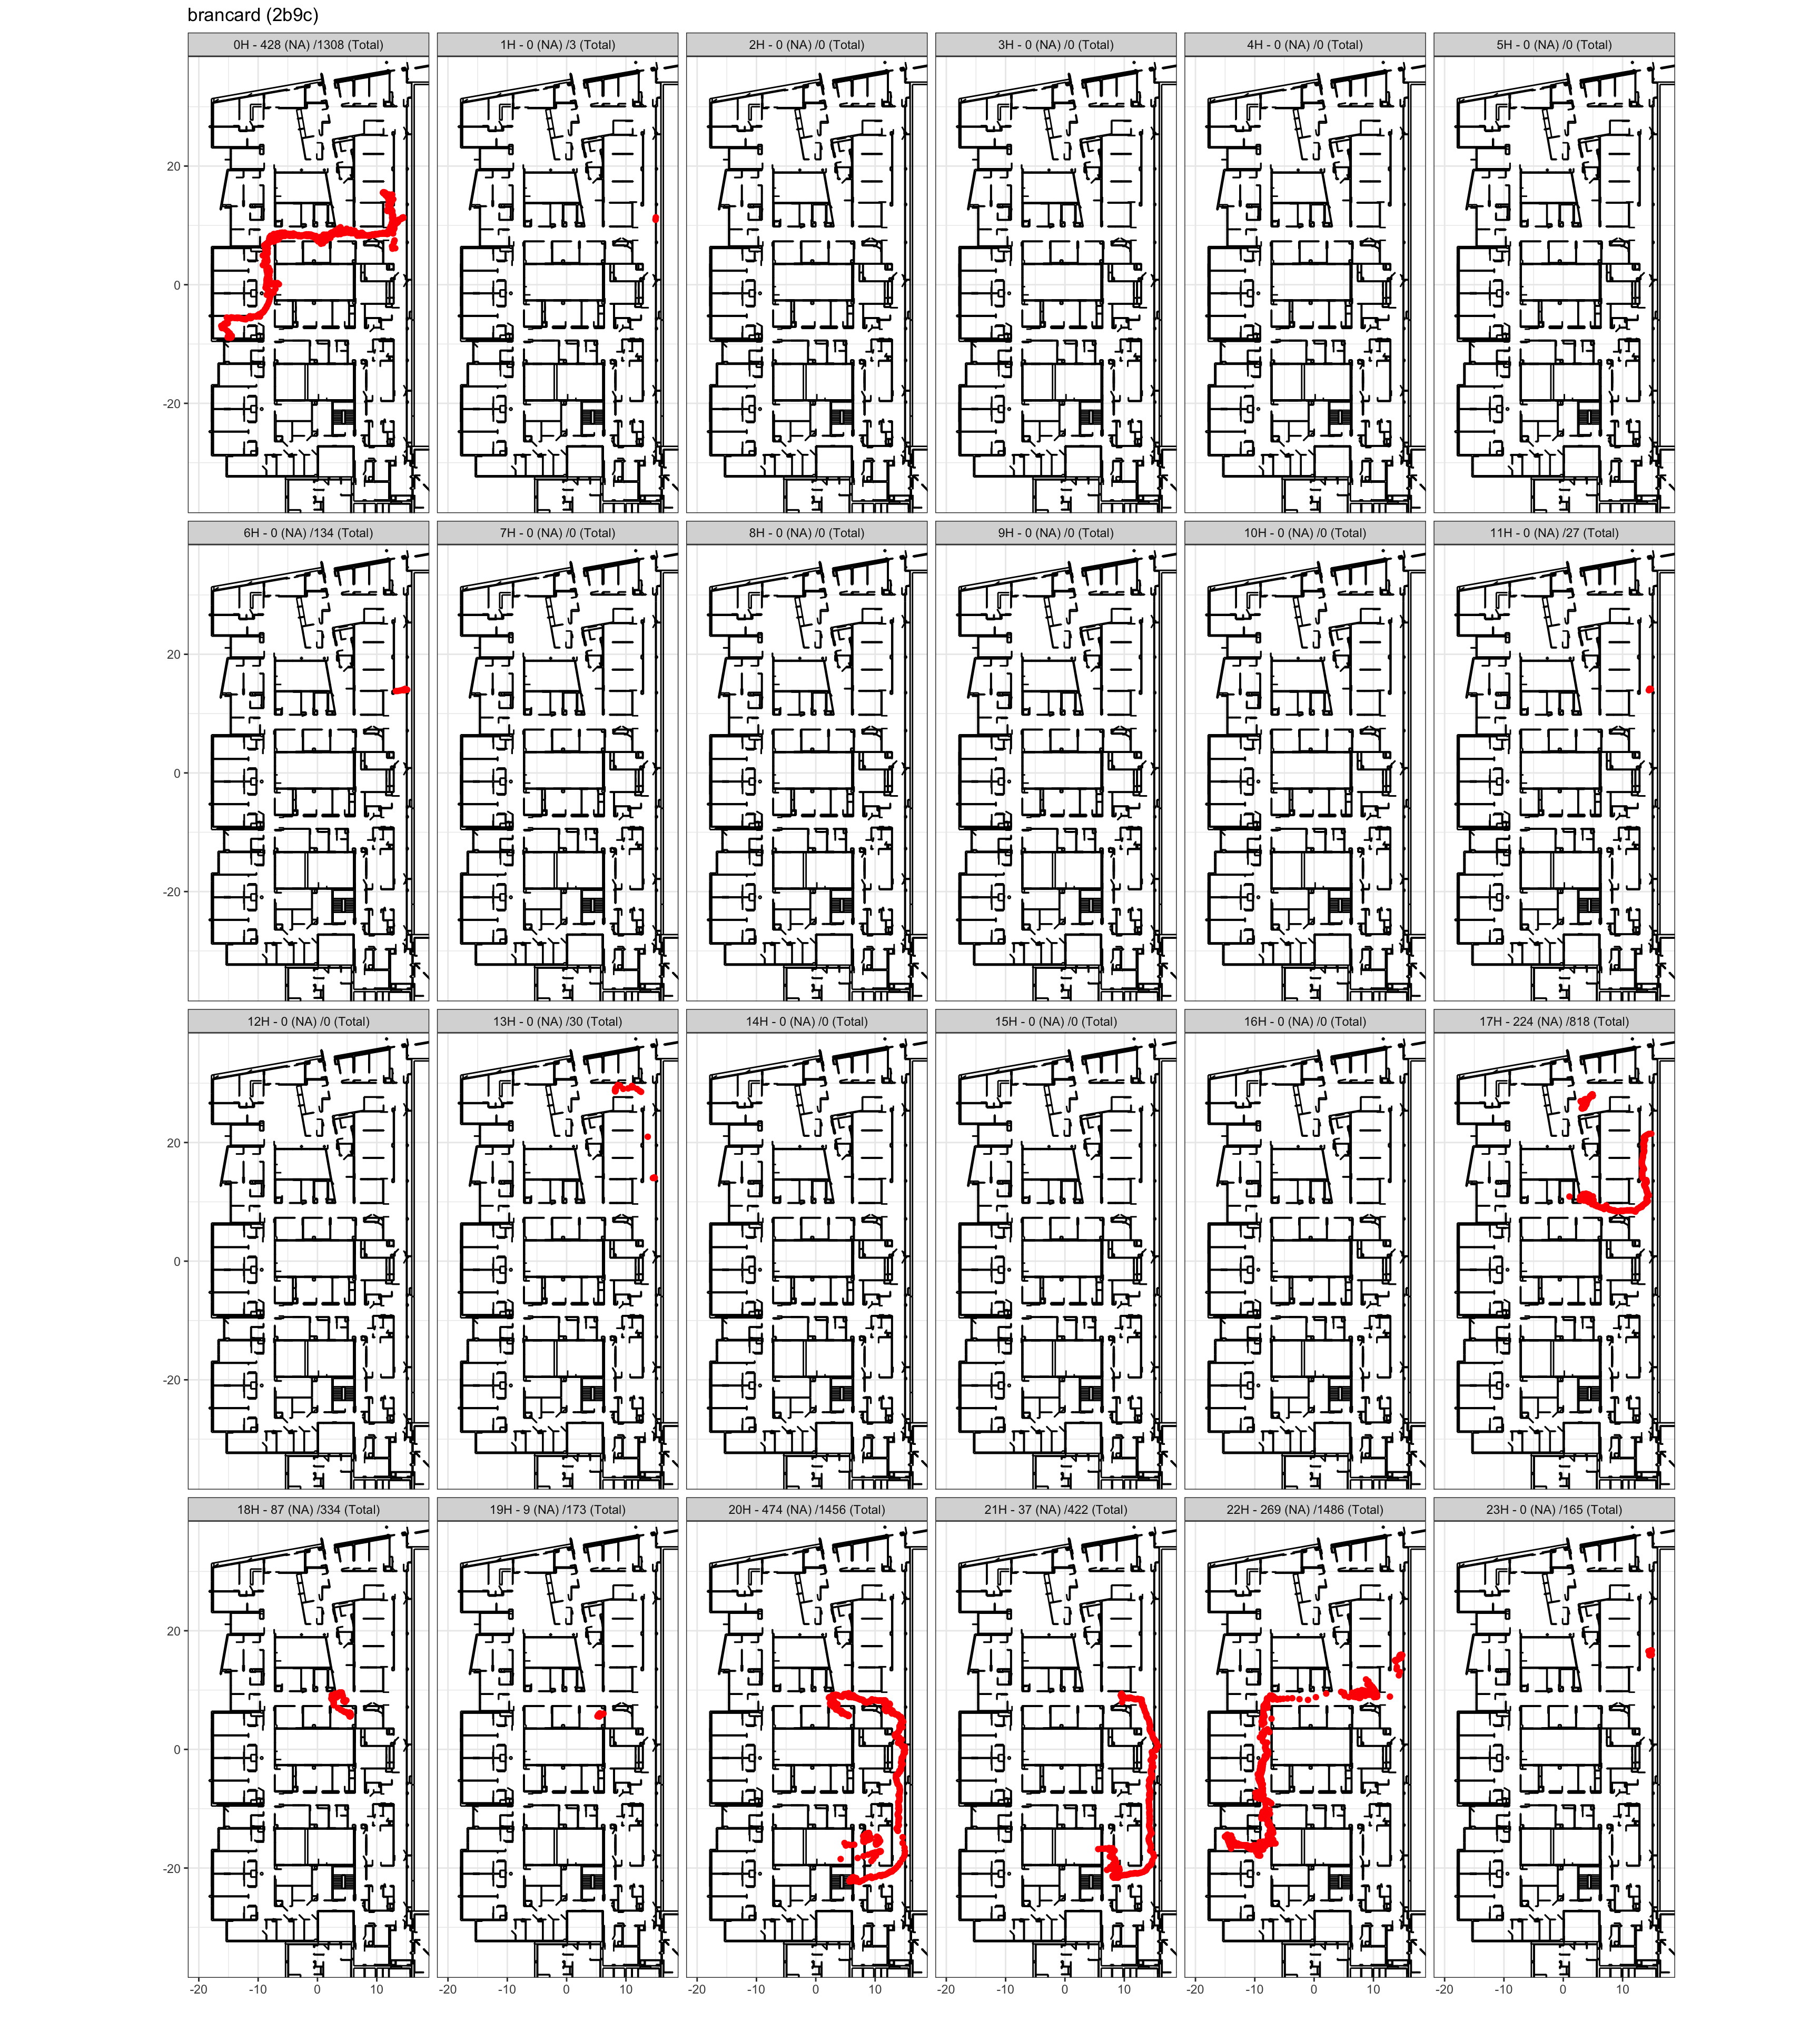 brancard (2b9c)
0H - 428 (NA) /1308 (Total)
1H - 0 (NA) /3 (Total)
2H - 0 (NA) /0 (Total)
3H - 0 (NA) /0 (Total)
4H - 0 (NA) /0 (Total)
5H - 0 (NA) /0 (Total)
20
0
-20
6H - 0 (NA) /134 (Total)
7H - 0 (NA) /0 (Total)
8H - 0 (NA) /0 (Total)
9H - 0 (NA) /0 (Total)
10H - 0 (NA) /0 (Total)
11H - 0 (NA) /27 (Total)
20
0
-20
12H - 0 (NA) /0 (Total)
13H - 0 (NA) /30 (Total)
14H - 0 (NA) /0 (Total)
15H - 0 (NA) /0 (Total)
16H - 0 (NA) /0 (Total)
17H - 224 (NA) /818 (Total)
20
0
-20
18H - 87 (NA) /334 (Total)
19H - 9 (NA) /173 (Total)
20H - 474 (NA) /1456 (Total)
21H - 37 (NA) /422 (Total)
22H - 269 (NA) /1486 (Total)
23H - 0 (NA) /165 (Total)
20
0
-20
-20 -10 0 10
-20 -10 0 10
-20 -10 0 10
-20 -10 0 10
-20 -10 0 10
-20 -10 0 10